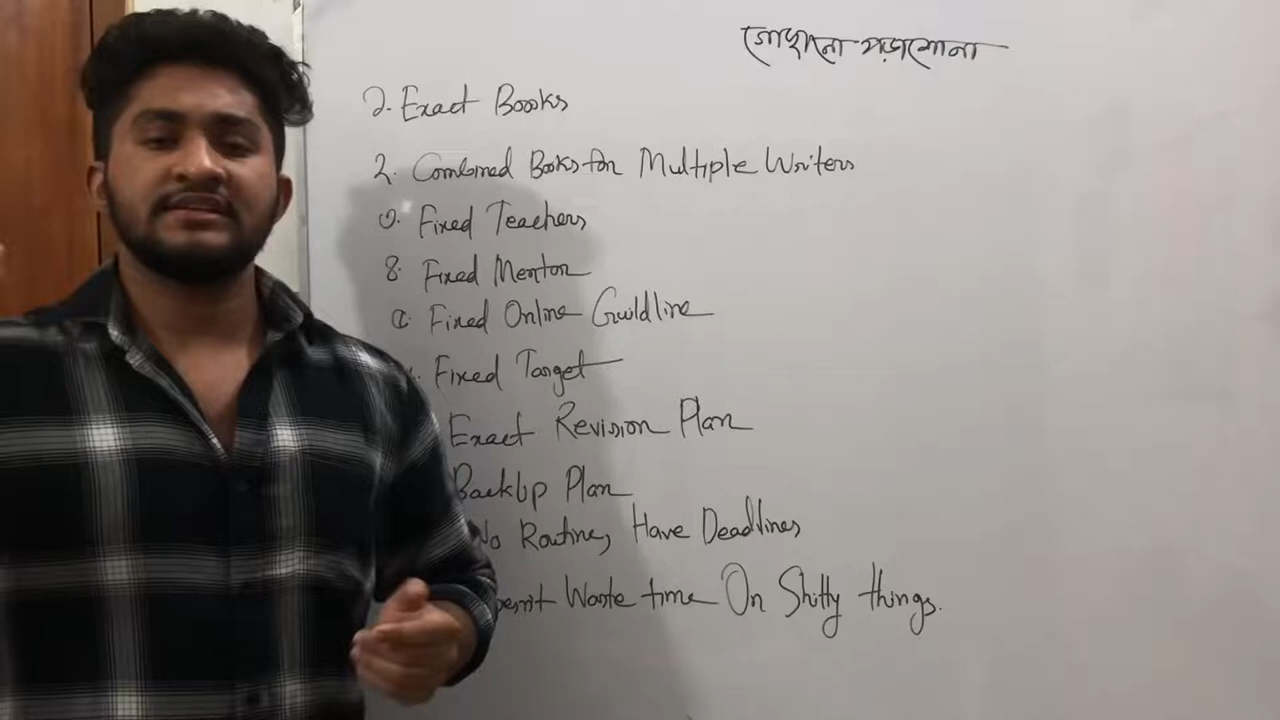 গোছানো পড়াশোনা
১. Exact Books
২. Combined Books for Multiple Writers
৩. Fixed Teachers
৪. Fixed Mentor
৫. Fixed Online Guildline
Fixed Target
Exact Revision Plan
BackUp Plan
No Routine, Have Deadlines
Waste time On Shitty things.